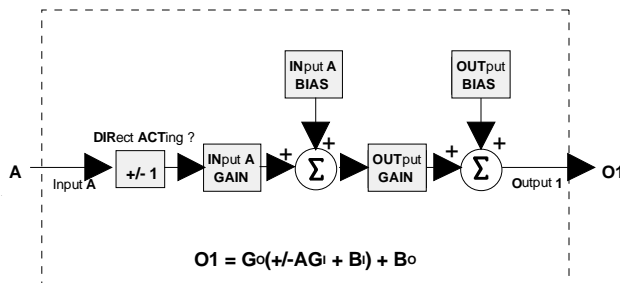 INput A
BIAS
OUTput
BIAS
DIRect ACTing ?
+
+
+
+
A
Input A
+/- 1
INput A
GAIN
Σ
OUTput
GAIN
Σ
Output 1
O1
O1 = GO(+/-AGI + BI) + BO